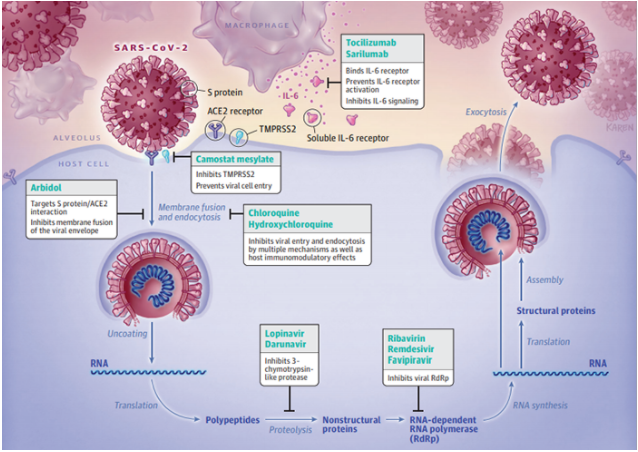 MACROPHAGE
SARS-CoV-2
Tocilizumab
Sarilumab
Binds IL-6 receptor
Prevents IL-6 receptor
activation
Inhibits IL-6 signaling
S protein
IL-6
ACE2 receptor
TMPRSS2
Soluble IL-6 receptor
Exocytosis
ALVEOLUS
HOST CELL
Camostat mesylate
Inhibits TMPRSS2
Prevents viral cell entry
Arbidol
Targets S protein/ACE2
interaction
Inhibits membrane fusion
of the viral envelope
Membrane fusion
and endocytosis
Chloroquine
Hydroxychloroquine
Inhibits viral entry and endocytosis
by multiple mechanisms as well as
host immunomodulatory effects
Assembly
Structural proteins
Uncoating
Translation
Lopinavir
Darunavir
Inhibits 3-
chymotrypsin-
like protease
Ribavirin
Remdesivir
Favipiravir
Inhibits viral RdRp
RNA
RNA
Translation
RNA synthesis
Polypeptides
Proteolysis
Nonstructural
proteins
RNA-dependent
RNA polymerase
(RdRp)